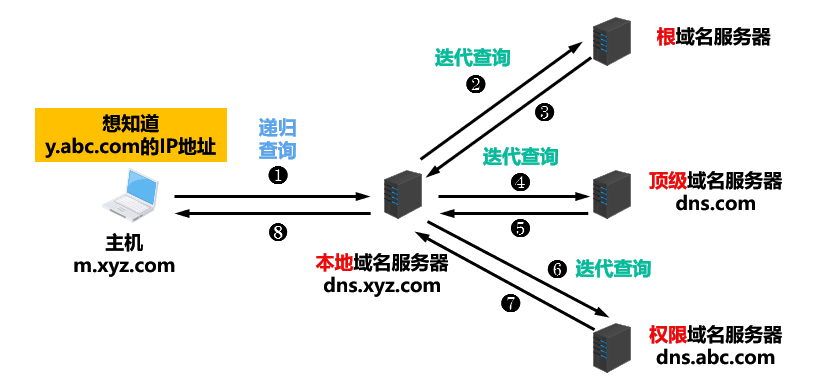 根域名服务器
迭代查询
❷
❸
想知道
y.abc.com的IP地址
递归
查询
❶
迭代查询
❹
顶级域名服务器
dns.com
❽
❺
主机
m.xyz.com
本地域名服务器
dns.xyz.com
❻ 迭代查询
❼
权限域名服务器
dns.abc.com